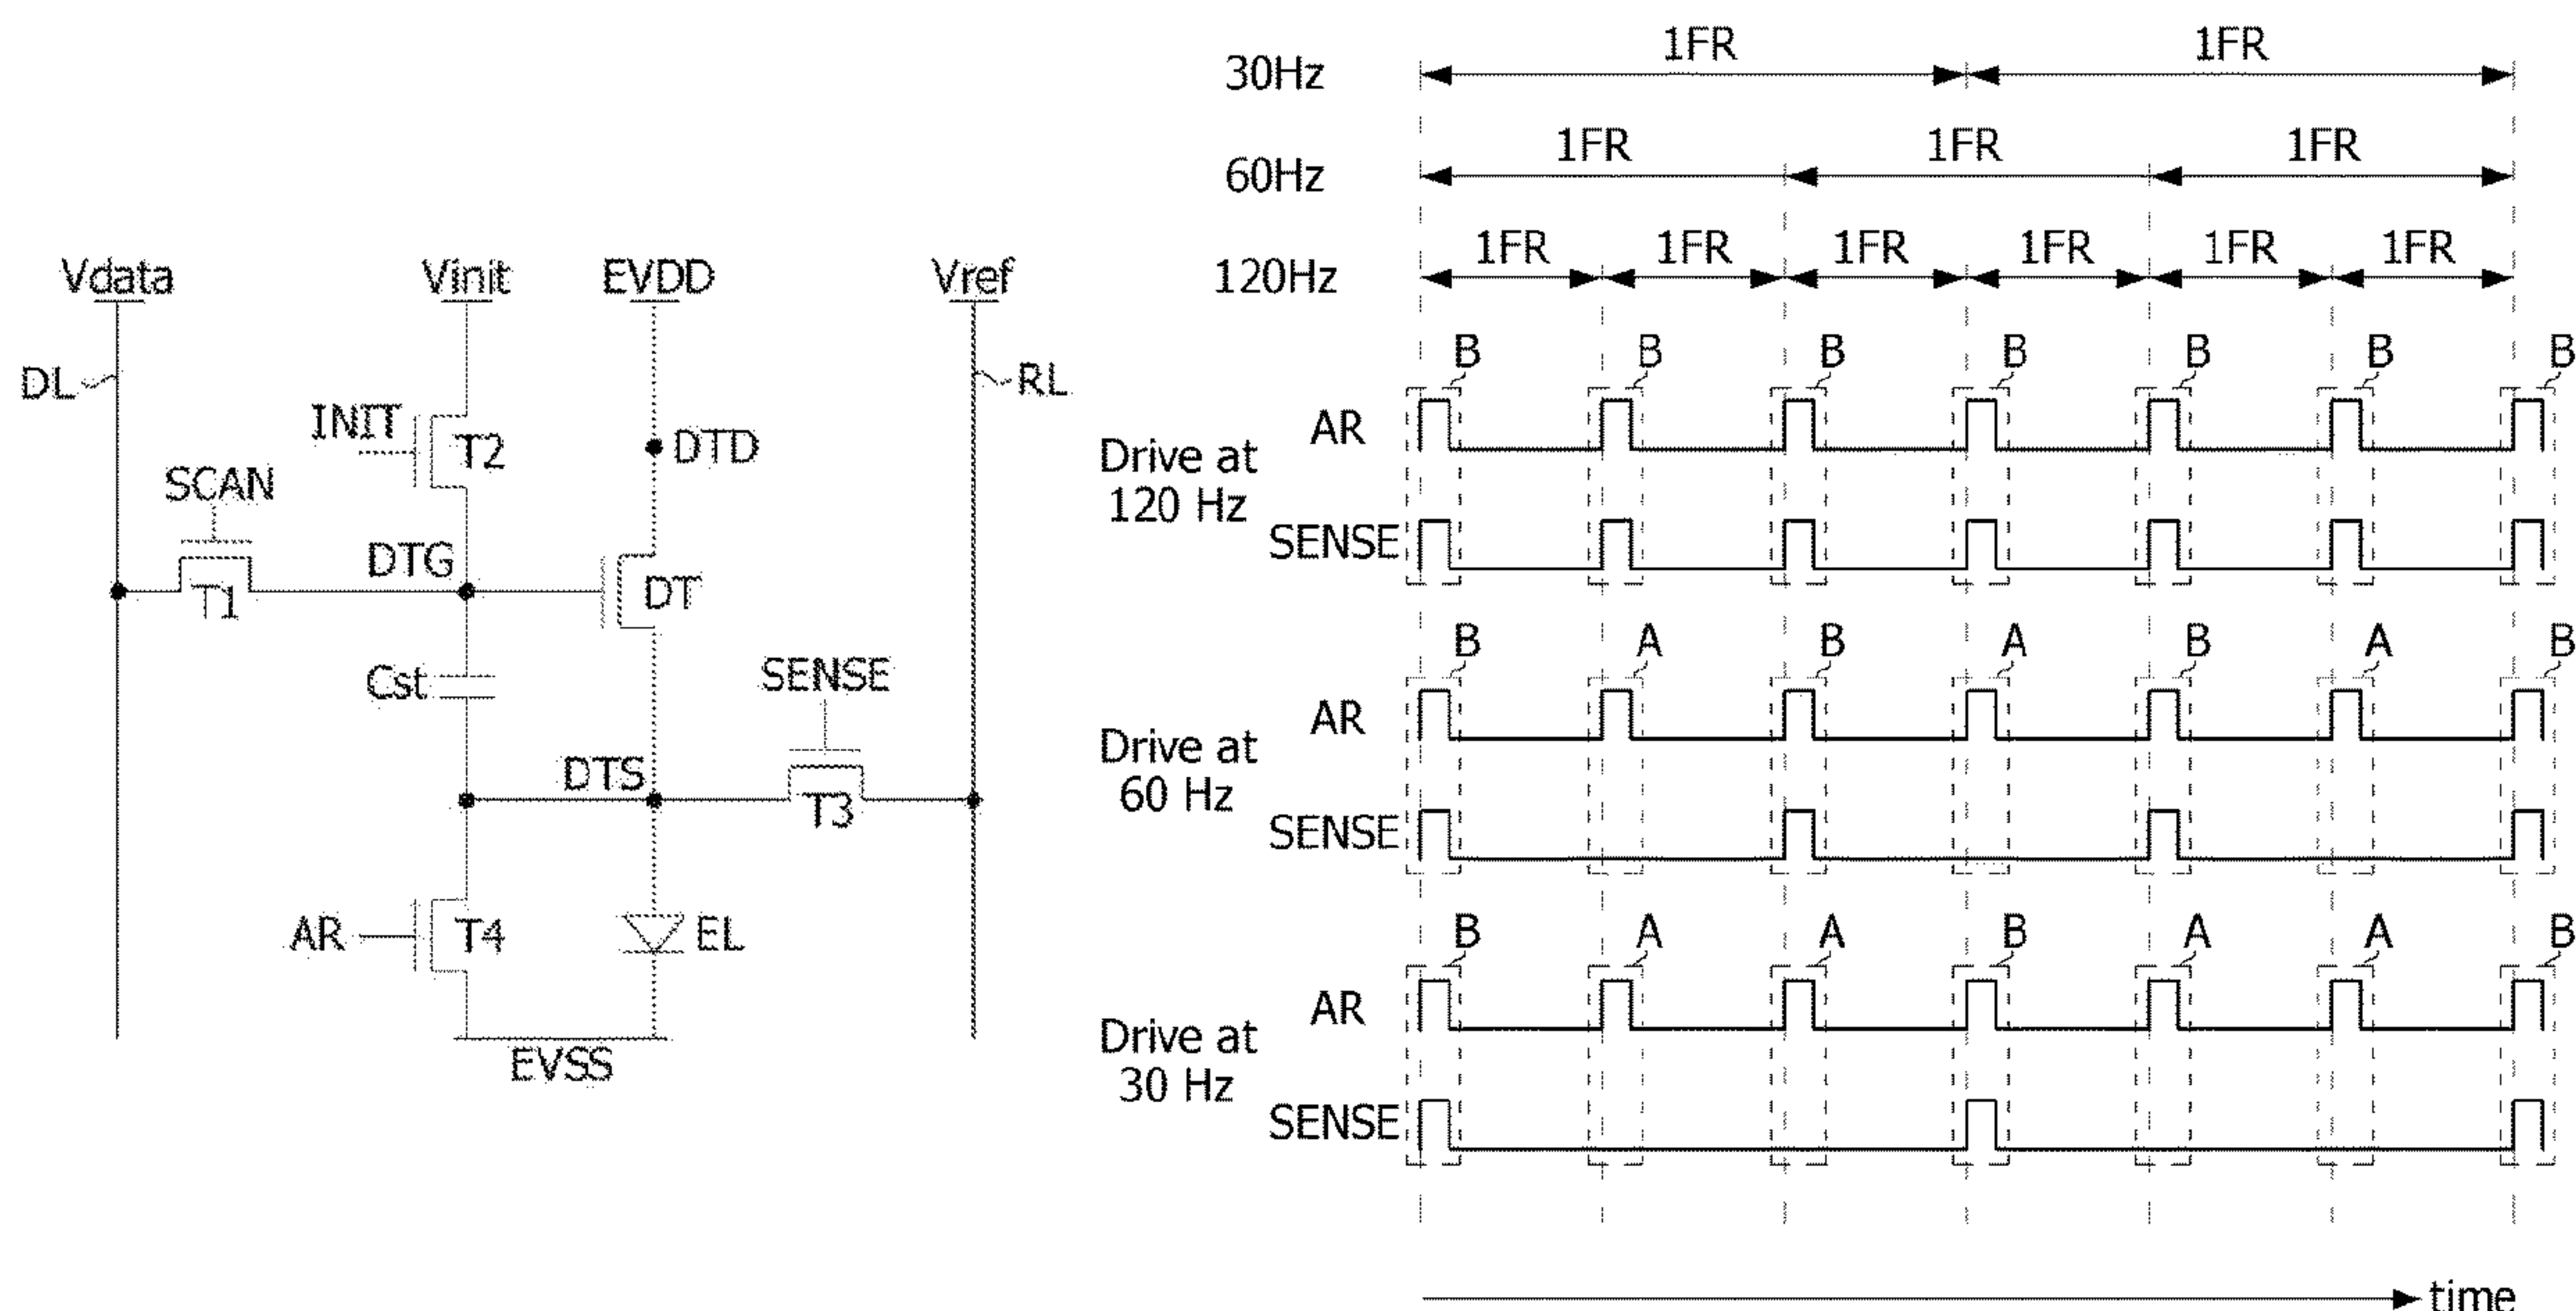 Vdata
Vinit
EVDD
Vref
DL
RL
INIT
T2
DTD
SCAN
DTG
T1
DT
Cst
SENSE
DTS
T3
AR
T4
EL
EVSS
30Hz 1FR 1FR
60Hz 1FR 1FR 1FR
120Hz 1FR 1FR 1FR 1FR 1FR 1FR
B B B B B B B
Drive at
120 Hz
AR
SENSE
B A B A B A B
Drive at
60 Hz
AR
SENSE
B A A B A A B
Drive at
30 Hz
AR
SENSE
time